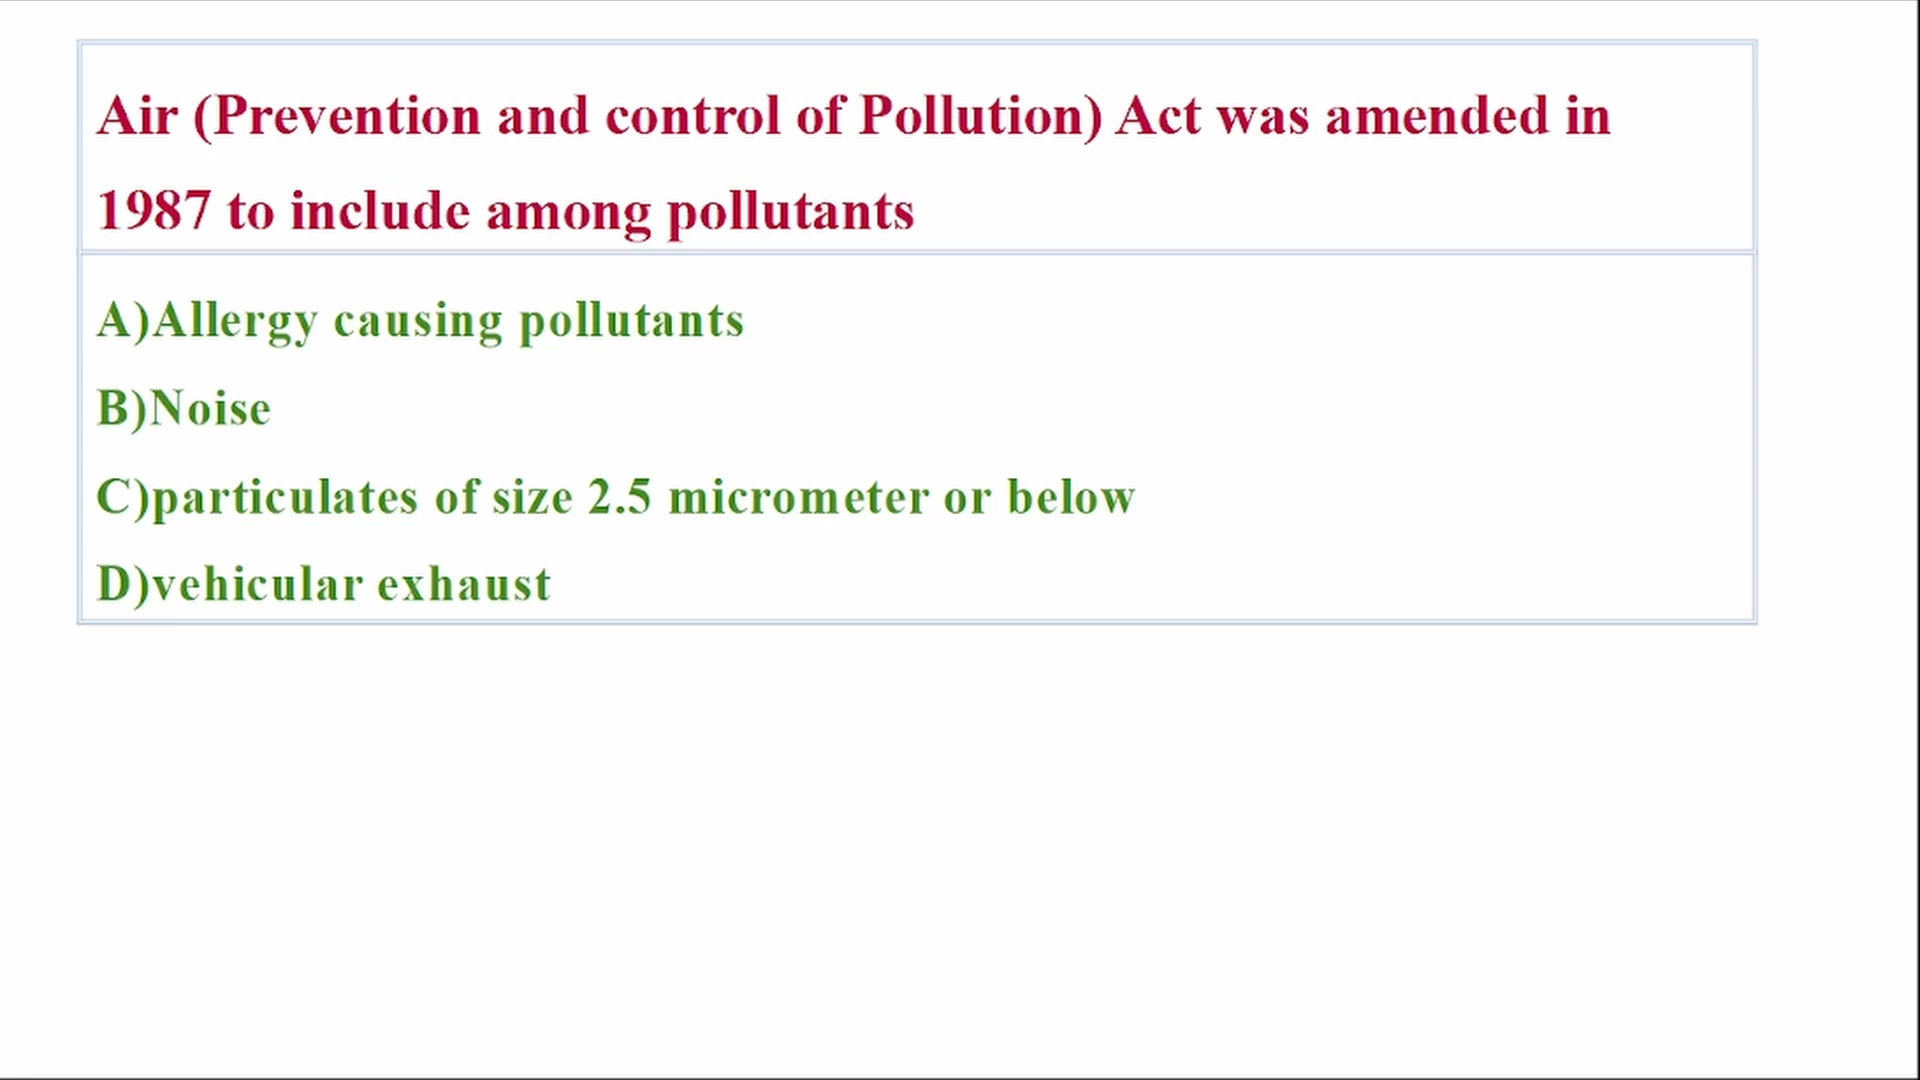 Air (Prevention and control of Pollution) Act was amended in
1987 to include among pollutants
A)Allergy causing pollutants
B)Noise
C)particulates of size 2.5 micrometer or below
D)vehicular exhaust